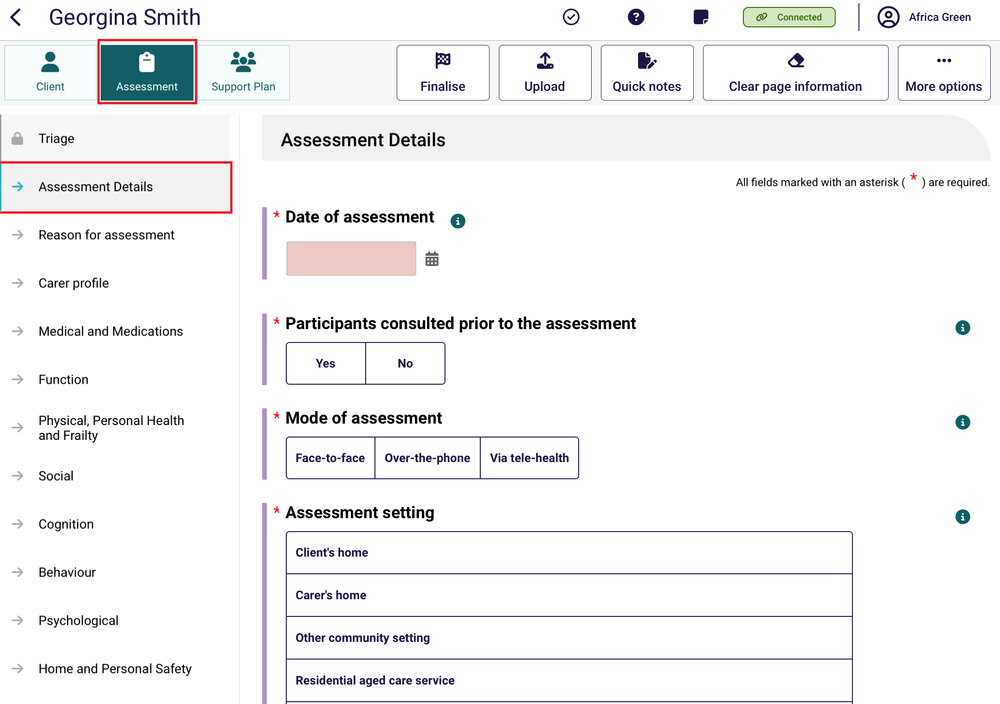 Georgina Smith
Connected
Africa Green
Client
Assessment
Support Plan
Finalise
Upload
Quick notes
Clear page information
More options
Triage
Assessment Details
Reason for assessment
Carer profile
Medical and Medications
Function
Physical, Personal Health
and Frailty
Social
Cognition
Behaviour
Psychological
Home and Personal Safety
Assessment Details
All fields marked with an asterisk ( * ) are required.
* Date of assessment
* Participants consulted prior to the assessment
Yes
No
* Mode of assessment
Face-to-face
Over-the-phone
Via tele-health
* Assessment setting
Client's home
Carer's home
Other community setting
Residential aged care service